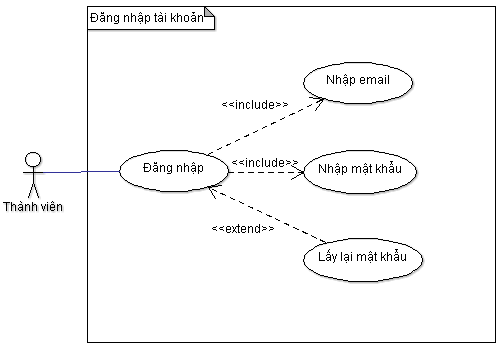 Đăng nhập tài khoản
Nhập email
<<include>>
Đăng nhập
<<include>>
Nhập mật khẩu
Thành viên
<<extend>>
Lấy lại mật khẩu